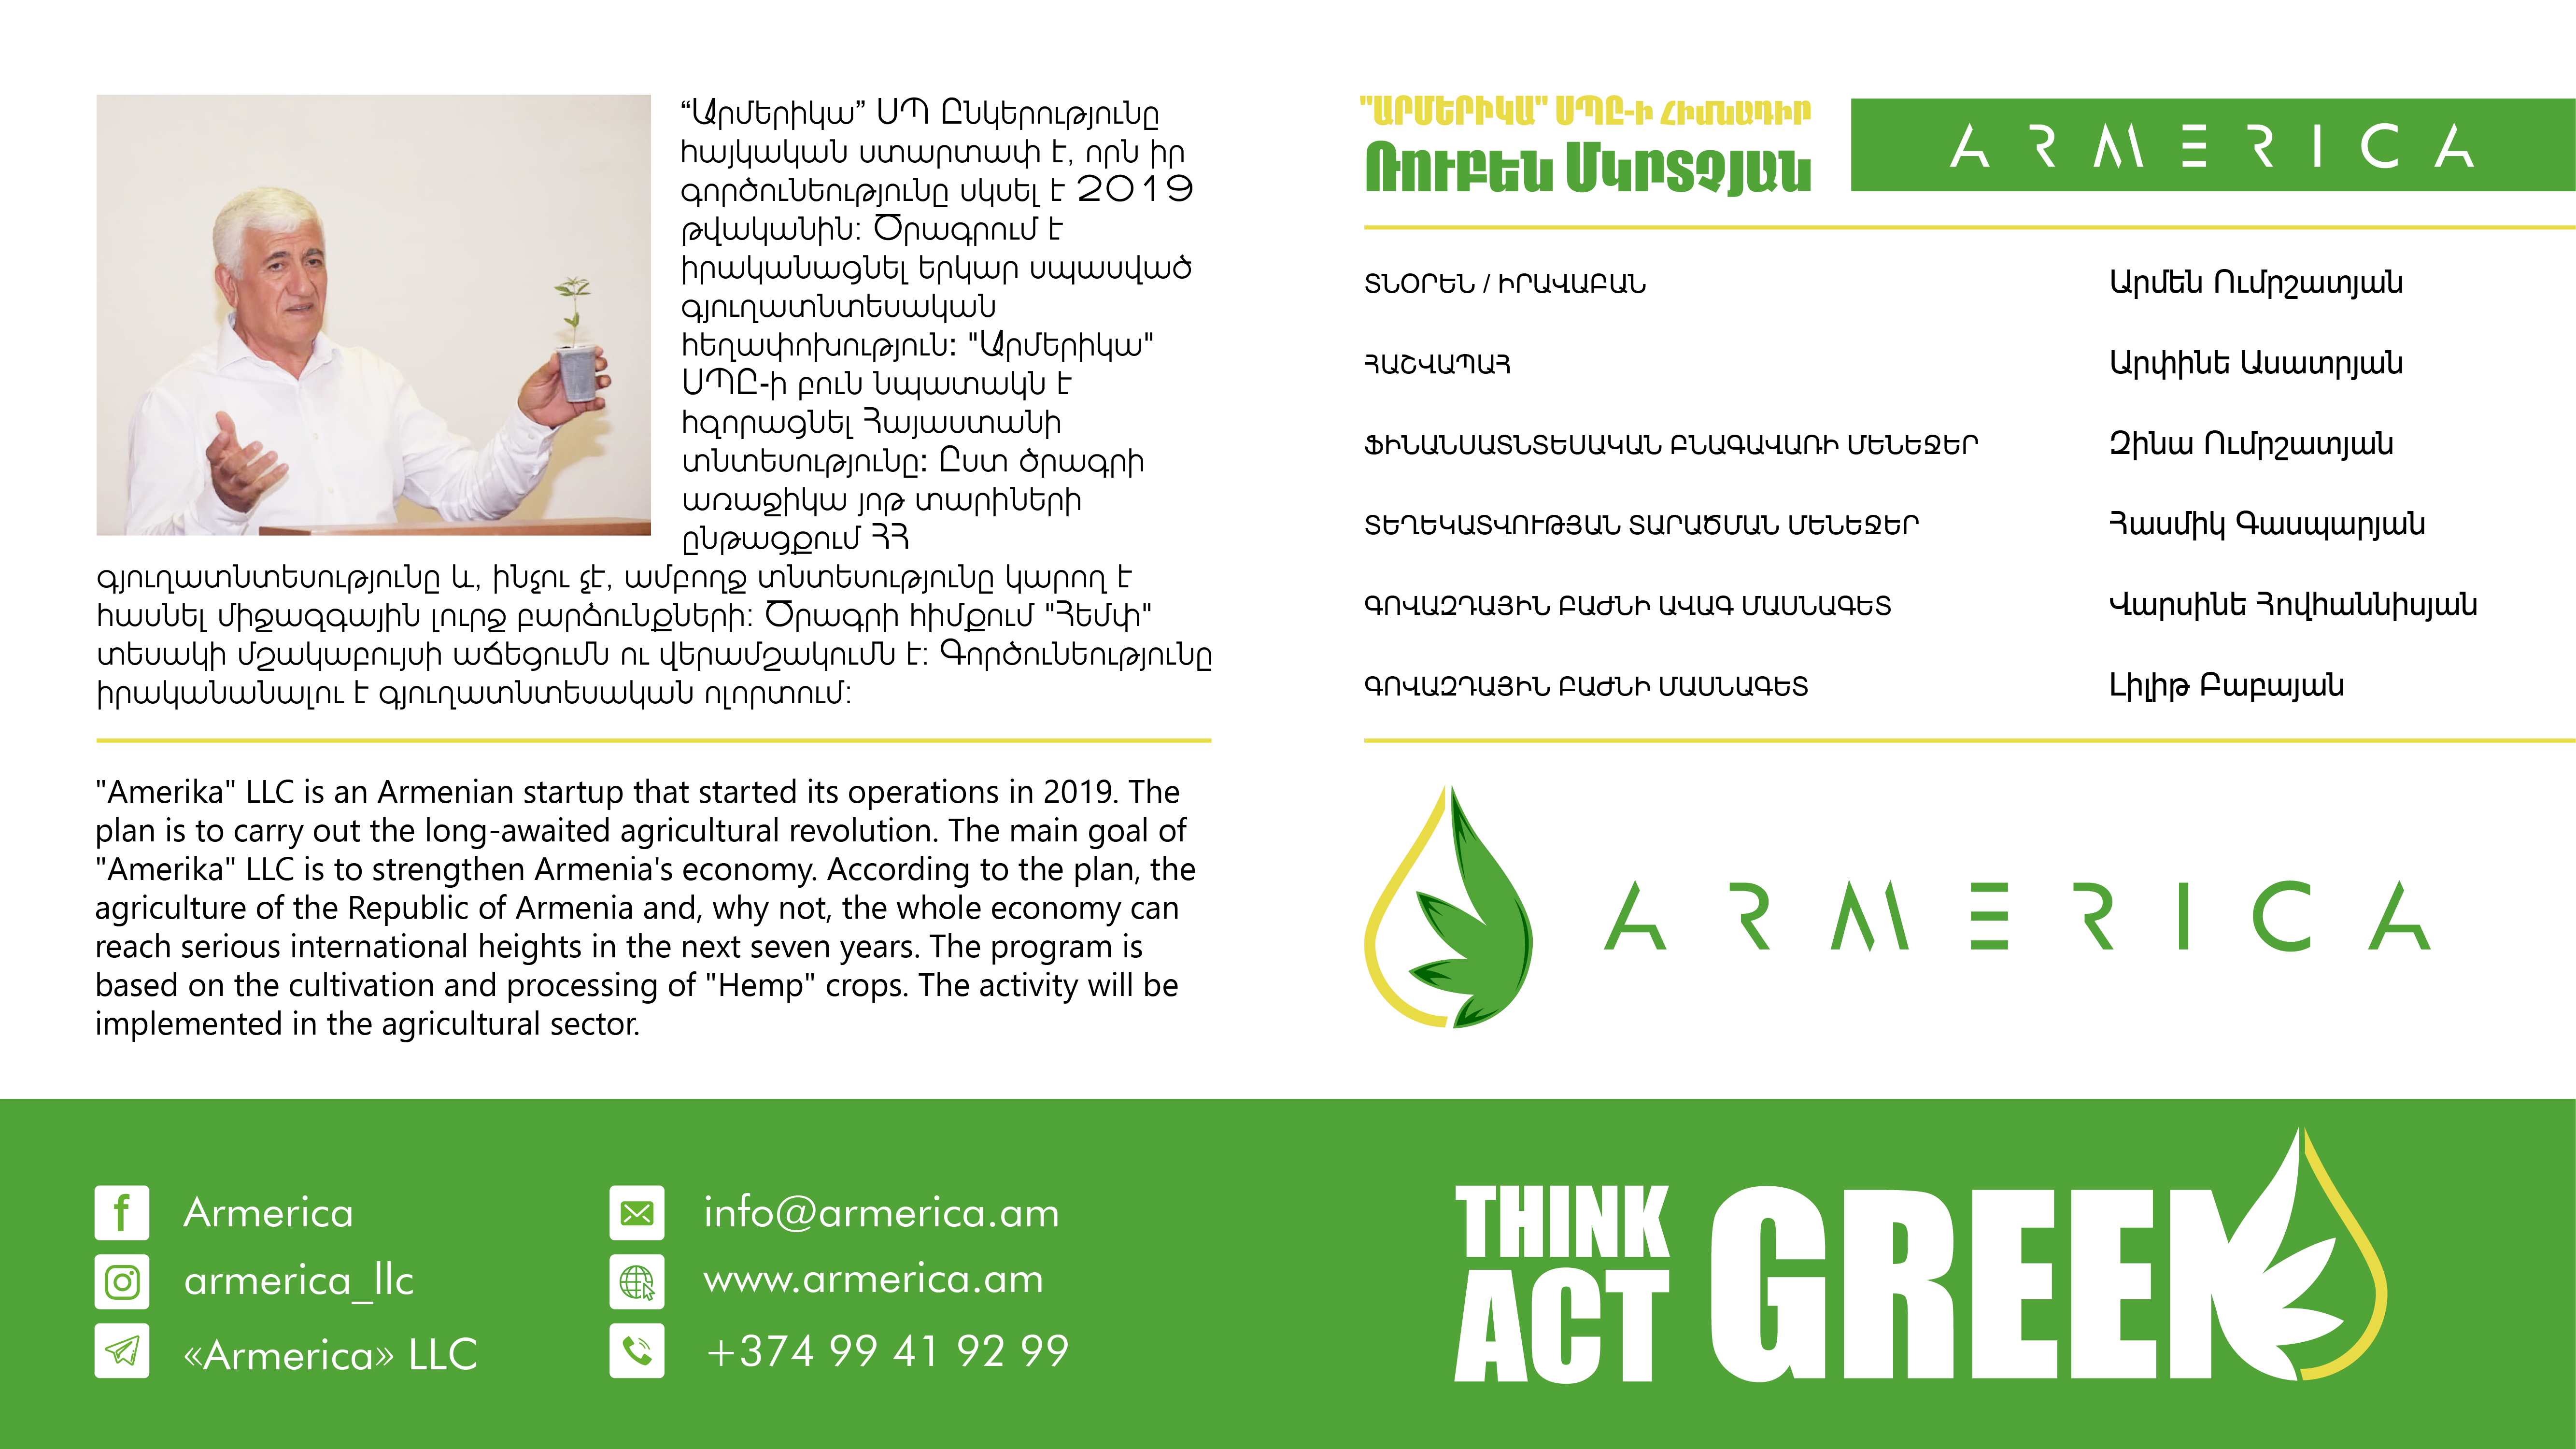 “Արմերիկա” ՍՊ Ընկերությունը
հայկական ստարտափ է, որն իր
գործունեությունը սկսել է 2019
թվականին։ Ծրագրում է
իրականացնել երկար սպասված
գյուղատնտեսական
հեղափոխություն: "Արմերիկա"
ՍՊԸ-ի բուն նպատակն է
հզորացնել Հայաստանի
տնտեսությունը: Ըստ ծրագրի
առաջիկա յոթ տարիների
ընթացքում ՀՀ
գյուղատնտեսությունը և, ինչու չէ, ամբողջ տնտեսությունը կարող է
հասնել միջազգային լուրջ բարձունքների։ Ծրագրի հիմքում "Հեմփ"
տեսակի մշակաբույսի աճեցումն ու վերամշակումն է։ Գործունեությունը
իրականանալու է գյուղատնտեսական ոլորտում։
"Amerika" LLC is an Armenian startup that started its operations in 2019. The
plan is to carry out the long-awaited agricultural revolution. The main goal of
"Amerika" LLC is to strengthen Armenia's economy. According to the plan, the
agriculture of the Republic of Armenia and, why not, the whole economy can
reach serious international heights in the next seven years. The program is
based on the cultivation and processing of "Hemp" crops. The activity will be
implemented in the agricultural sector.
"ԱՐՄԵՐԻԿԱ" ՍՊԸ-Ի ՀԻՄՆԱԴԻՐ
Ռուբեն Մկրտչյան
ARMERICA
ՏՆՕՐԵՆ / ԻՐԱՎԱԲԱՆ Արմեն Ումրշատյան
ՀԱՇՎԱՊԱՀ Արփինե Ասատրյան
ՖԻՆԱՆՍԱՏՆՏԵՍԱԿԱՆ ԲՆԱԳԱՎԱՌԻ ՄԵՆԵՋԵՐ Զինա Ումրշատյան
ՏԵՂԵԿԱՏՎՈՒԹՅԱՆ ՏԱՐԱԾՄԱՆ ՄԵՆԵՋԵՐ Հասմիկ Գասպարյան
ԳՈՎԱԶԴԱՅԻՆ ԲԱԺՆԻ ԱՎԱԳ ՄԱՍՆԱԳԵՏ Վարսինե Հովհաննիսյան
ԳՈՎԱԶԴԱՅԻՆ ԲԱԺՆԻ ՄԱՍՆԱԳԵՏ Լիլիթ Բաբայան
ARMERICA
Armerica
armerica_llc
«Armerica» LLC
info@armerica.am
www.armerica.am
+374 99 41 92 99
THINK
ACT
GREEN